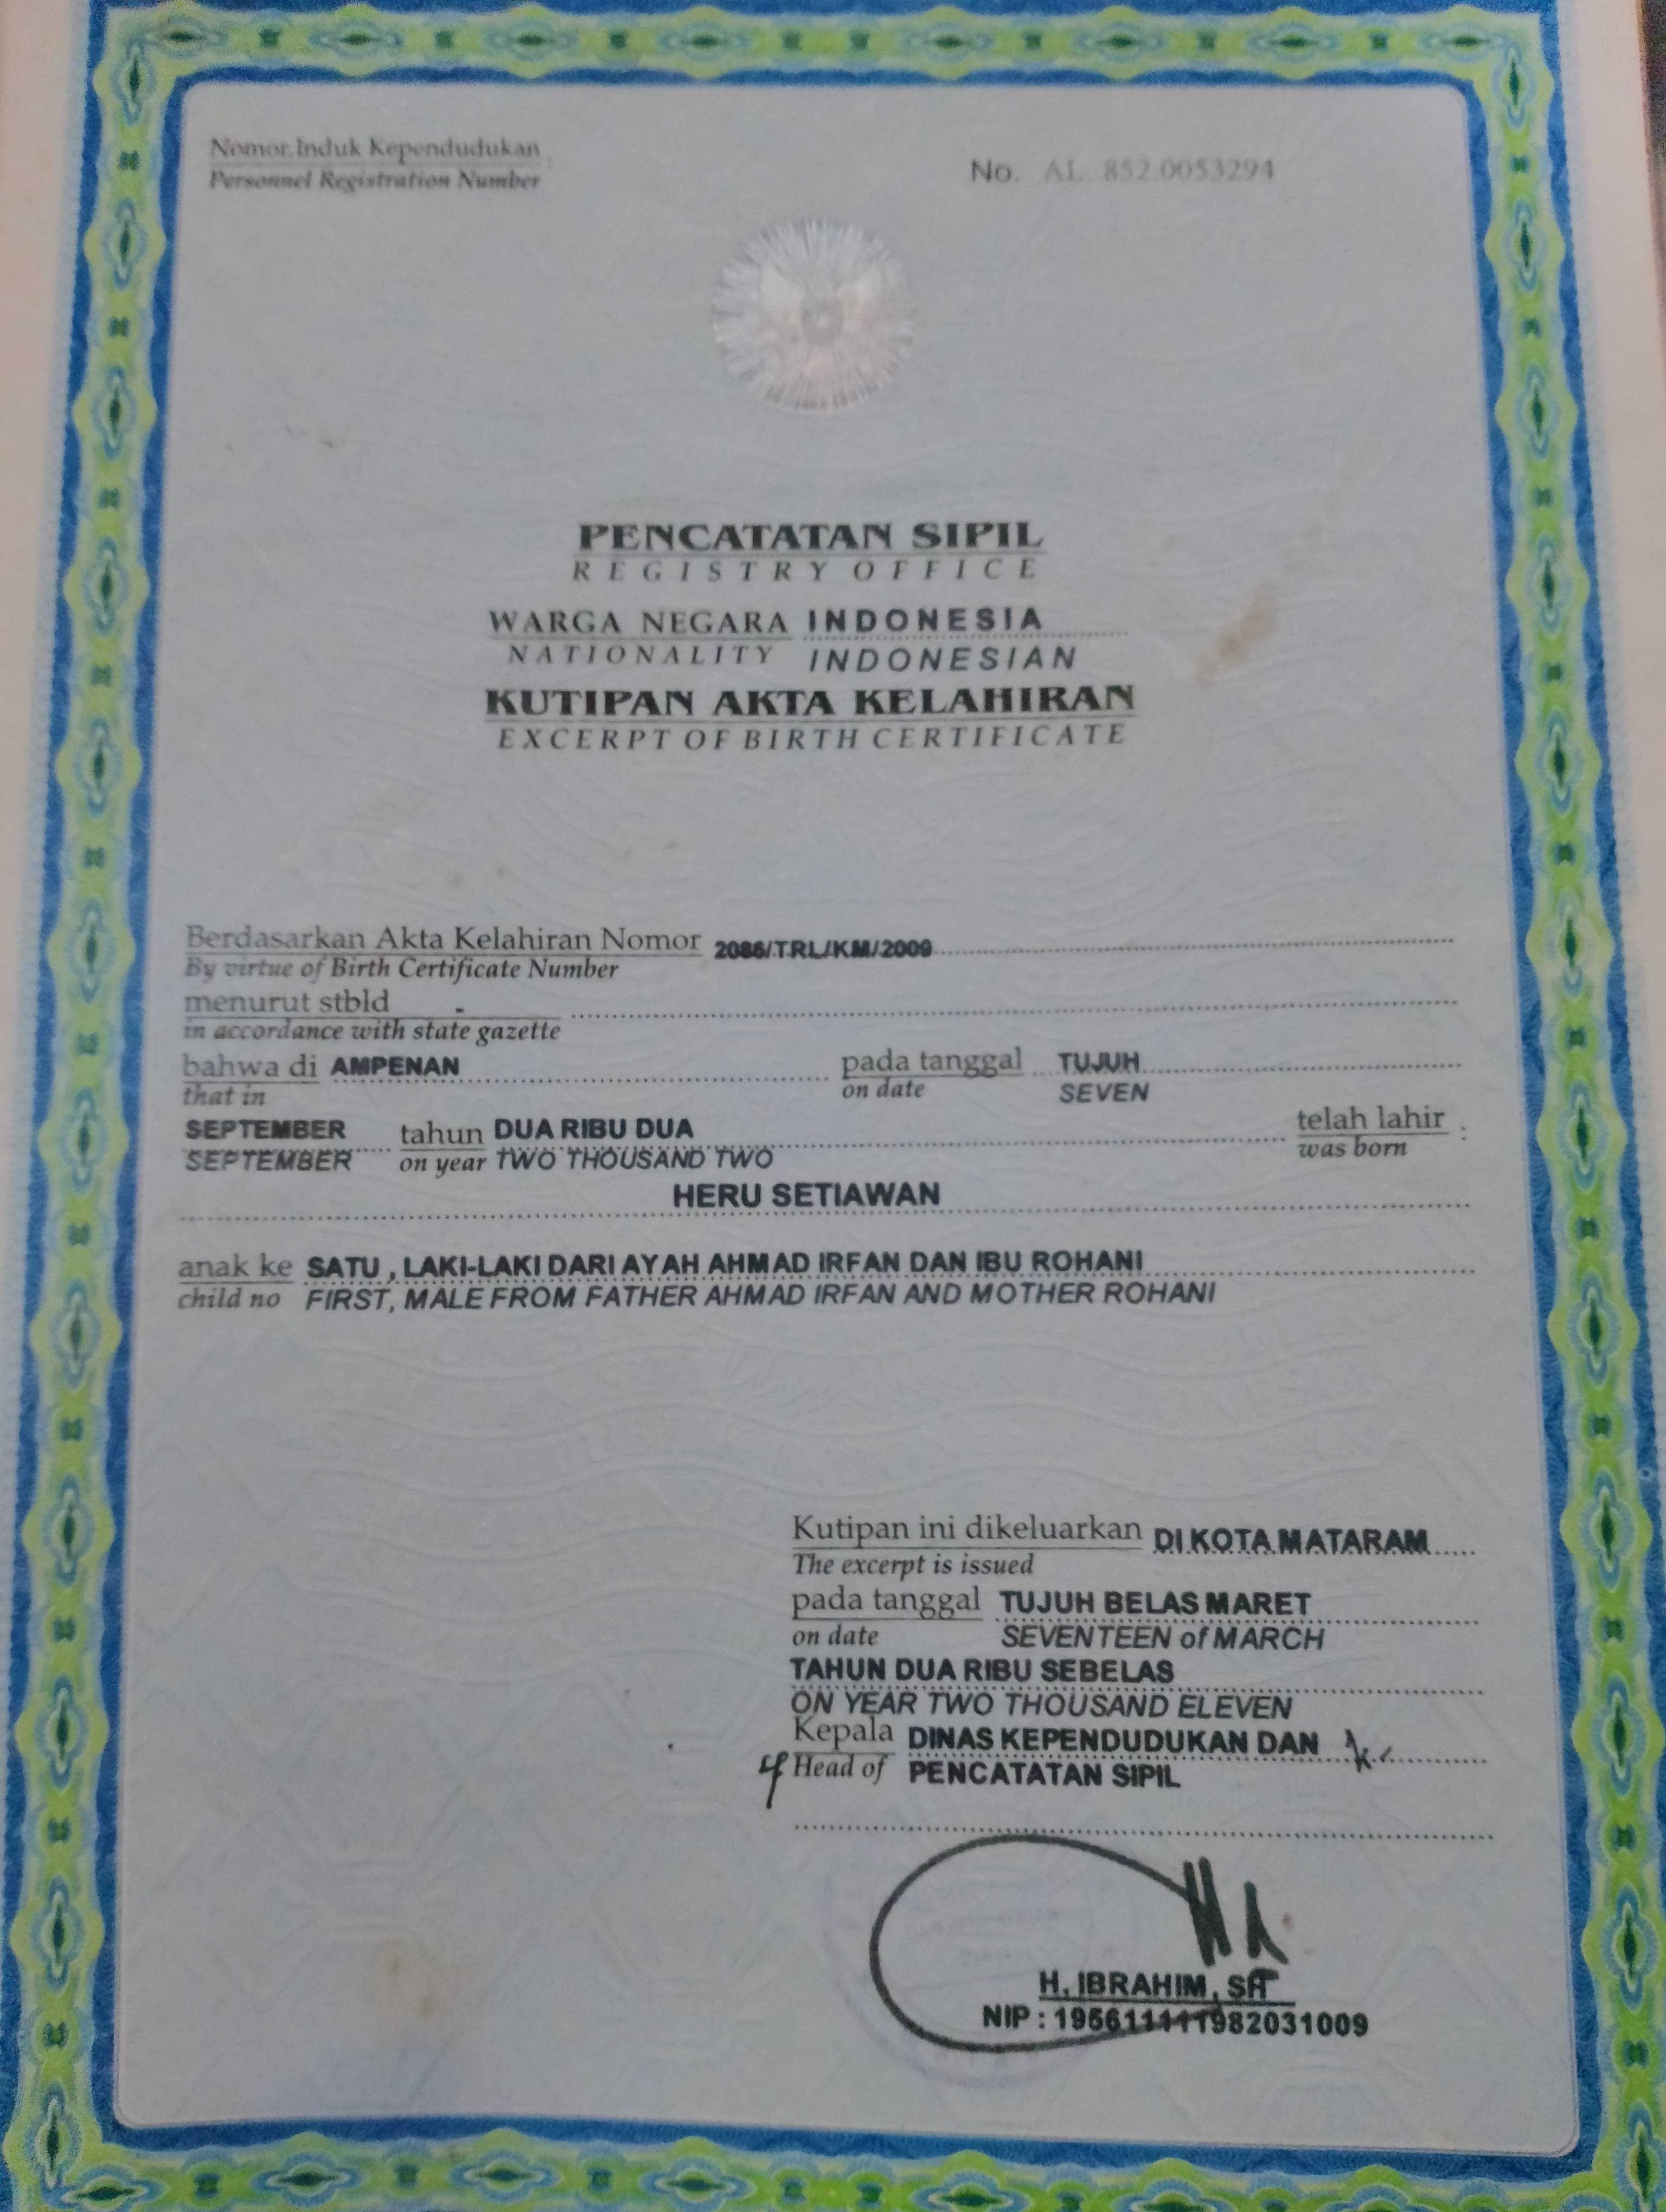 Nomor Induk Kependudukan
Personnel Registration Number
No. AL. 852.0053294
PENCATATAN SIPIL
REGISTRY OFFICE
WARGA NEGARA INDONESIA
NATIONALITY INDONESIAN
KUTIPAN AKTA KELAHIRAN
EXCERPT OF BIRTH CERTIFICATE
Berdasarkan Akta Kelahiran Nomor 2086/TRL/KM/2009
By virtue of Birth Certificate Number
menurut stbld -
in accordance with state gazette
bahwa di AMPENAN pada tanggal TUJUH
that in on date SEVEN
SEPTEMBER tahun DUA RIBU DUA telah lahir :
SEPTEMBER on year TWO THOUSAND TWO was born
HERU SETIAWAN
anak ke SATU, LAKI-LAKI DARI AYAH AHMAD IRFAN DAN IBU ROHANI
child no FIRST, MALE FROM FATHER AHMAD IRFAN AND MOTHER ROHANI
Kutipan ini dikeluarkan DI KOTA MATARAM
The excerpt is issued
pada tanggal TUJUH BELAS MARET
on date SEVENTEEN of MARCH
TAHUN DUA RIBU SEBELAS
ON YEAR TWO THOUSAND ELEVEN
Kepala DINAS KEPENDUDUKAN DAN
Head of PENCATATAN SIPIL
H. IBRAHIM, SH
NIP : 195611111982031009